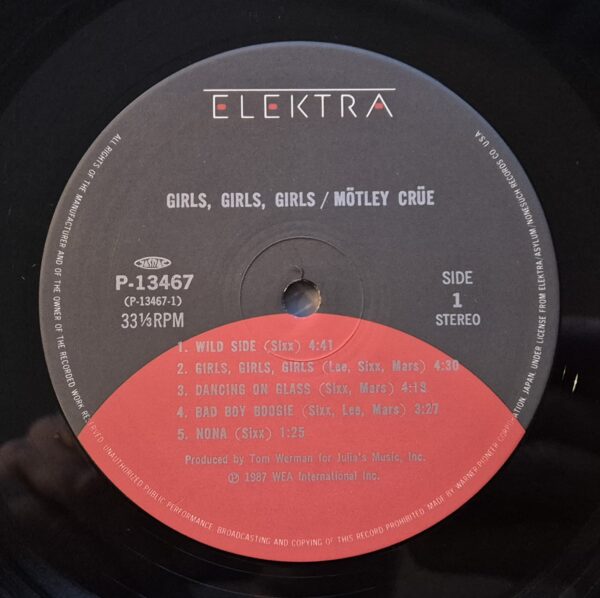 ELEKTRA
GIRLS, GIRLS, GIRLS / MÖTLEY CRÜE
JASRAC
P-13467
(P-13467-1)
33⅓RPM
SIDE
1
STEREO
1. WILD SIDE (Sixx) 4:41
2. GIRLS, GIRLS, GIRLS (Lee, Sixx, Mars) 4:30
3. DANCING ON GLASS (Sixx, Mars) 4:19
4. BAD BOY BOOGIE (Sixx, Lee, Mars) 3:27
5. NONA (Sixx) 1:25
Produced by Tom Werman for Julia's Music, Inc.
℗ 1987 WEA International Inc.
ALL RIGHTS OF THE MANUFACTURER AND OF THE OWNER OF THE RECORDED WORK RESERVED. UNAUTHORIZED PUBLIC PERFORMANCE, BROADCASTING AND COPYING OF THIS RECORD PROHIBITED. MADE BY WARNER-PIONEER CORPORATION, JAPAN, UNDER LICENSE FROM ELEKTRA/ASYLUM/NONESUCH RECORDS CO. U.S.A.